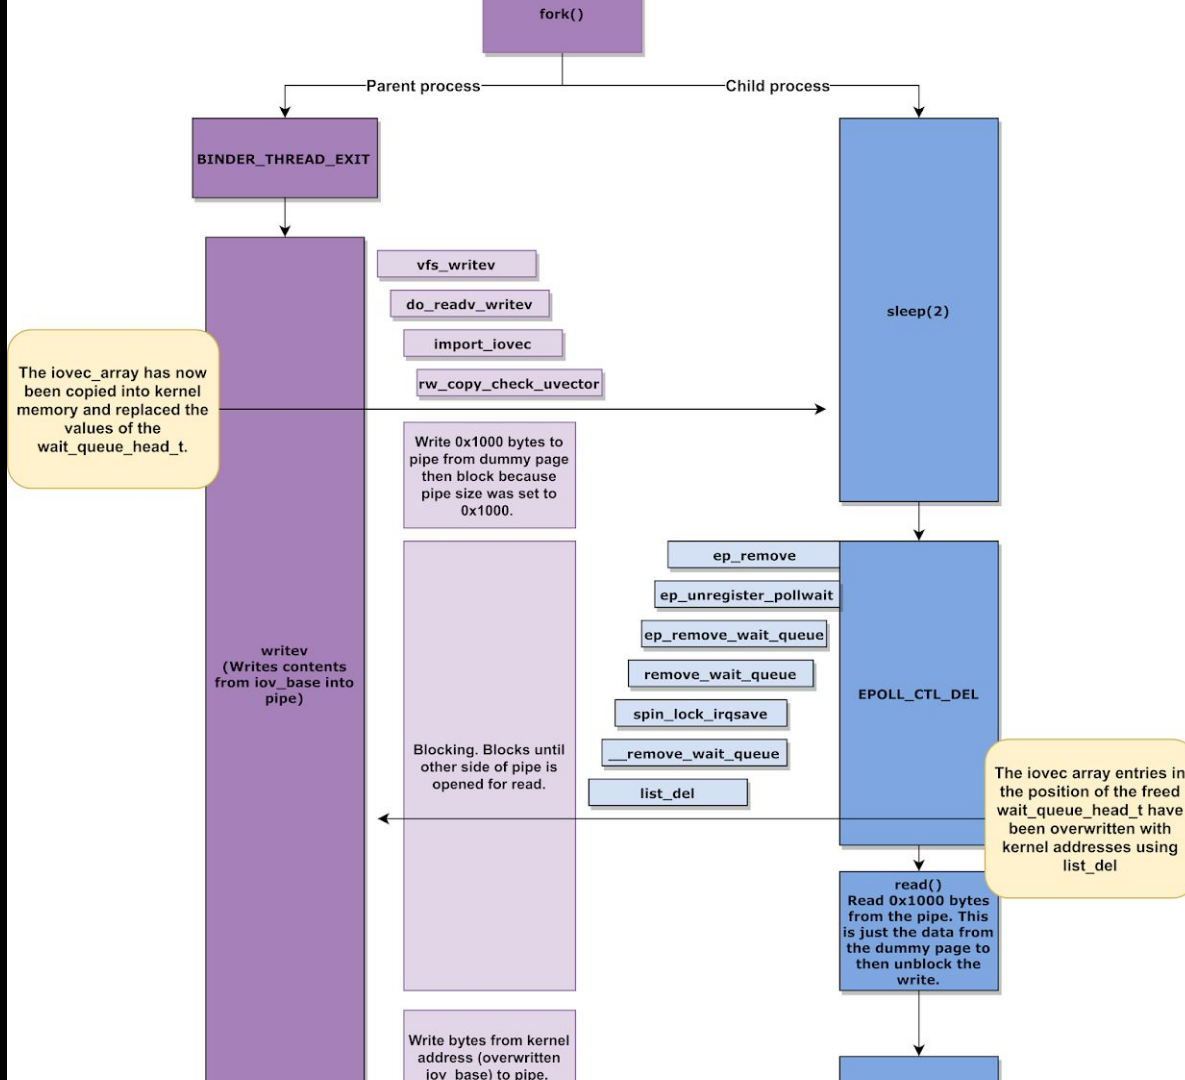 fork()
Parent process
Child process
BINDER_THREAD_EXIT
vfs_writev
do_readv_writev
import_iovec
rw_copy_check_uvector
sleep(2)
The iovec_array has now
been copied into kernel
memory and replaced the
values of the
wait_queue_head_t.
Write 0x1000 bytes to
pipe from dummy page
then block because
pipe size was set to
0x1000.
ep_remove
ep_unregister_pollwait
ep_remove_wait_queue
remove_wait_queue
spin_lock_irqsave
__remove_wait_queue
list_del
writev
(Writes contents
from iov_base into
pipe)
EPOLL_CTL_DEL
Blocking. Blocks until
other side of pipe is
opened for read.
The iovec array entries in
the position of the freed
wait_queue_head_t have
been overwritten with
kernel addresses using
list_del
read()
Read 0x1000 bytes
from the pipe. This
is just the data from
the dummy page to
then unblock the
write.
Write bytes from kernel
address (overwritten
iov_base) to pipe.